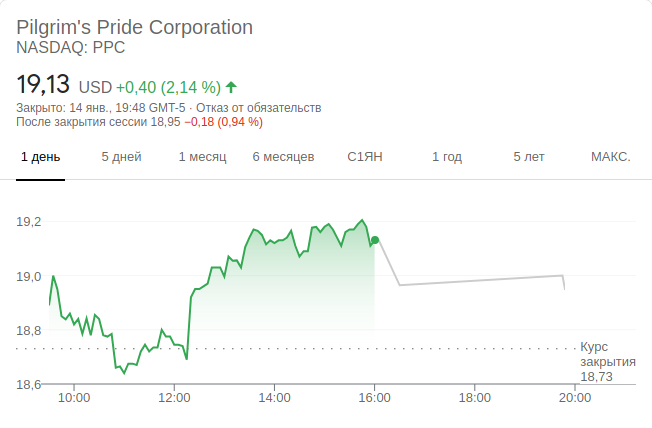 Pilgrim's Pride Corporation
NASDAQ: PPC
19,13 USD +0,40 (2,14 %)
Закрыто: 14 янв., 19:48 GMT-5 · Отказ от обязательств
После закрытия сессии 18,95 −0,18 (0,94 %)
1 день 5 дней 1 месяц 6 месяцев С1ЯН 1 год 5 лет МАКС.
19,2
19,0
18,8
Курс
закрытия
18,73
18,6
10:00 12:00 14:00 16:00 18:00 20:00